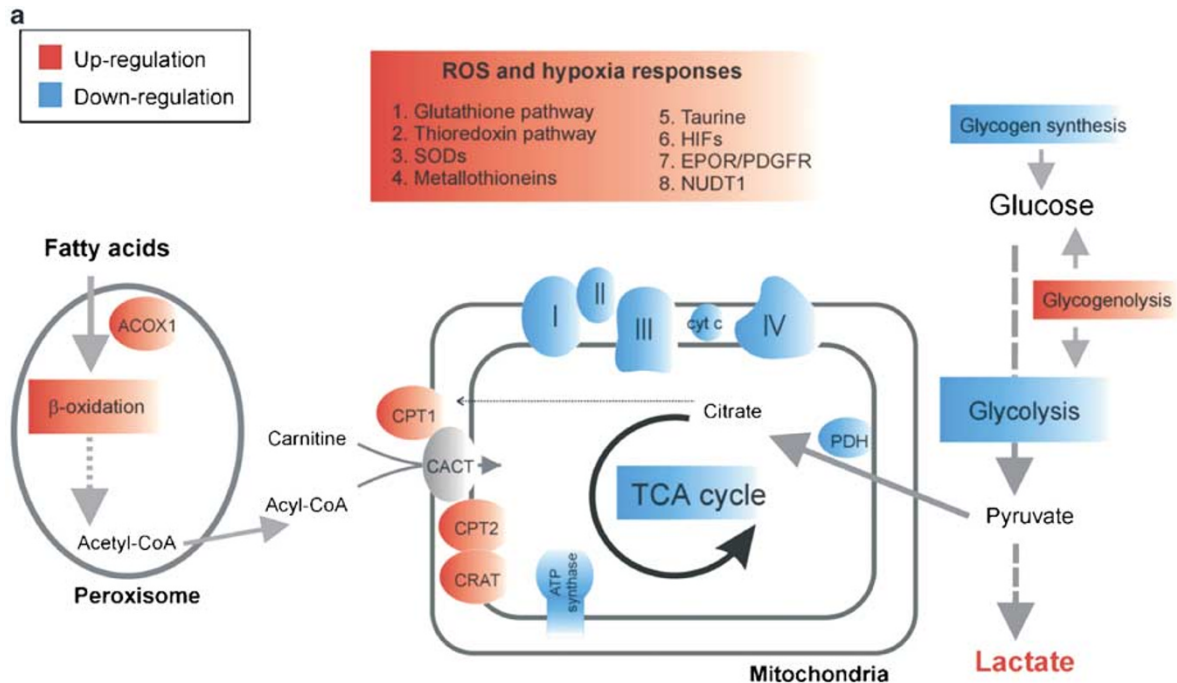 a
Up-regulation
Down-regulation
ROS and hypoxia responses
1. Glutathione pathway
2. Thioredoxin pathway
3. SODs
4. Metallothioneins
5. Taurine
6. HIFs
7. EPOR/PDGFR
8. NUDT1
Glycogen synthesis
Glucose
Glycogenolysis
Glycolysis
Pyruvate
Lactate
Fatty acids
ACOX1
β-oxidation
Acetyl-CoA
Peroxisome
Carnitine
Acyl-CoA
CPT1
CACT
CPT2
CRAT
I
II
III
cyt c
IV
Citrate
PDH
TCA cycle
ATP
synthase
Mitochondria